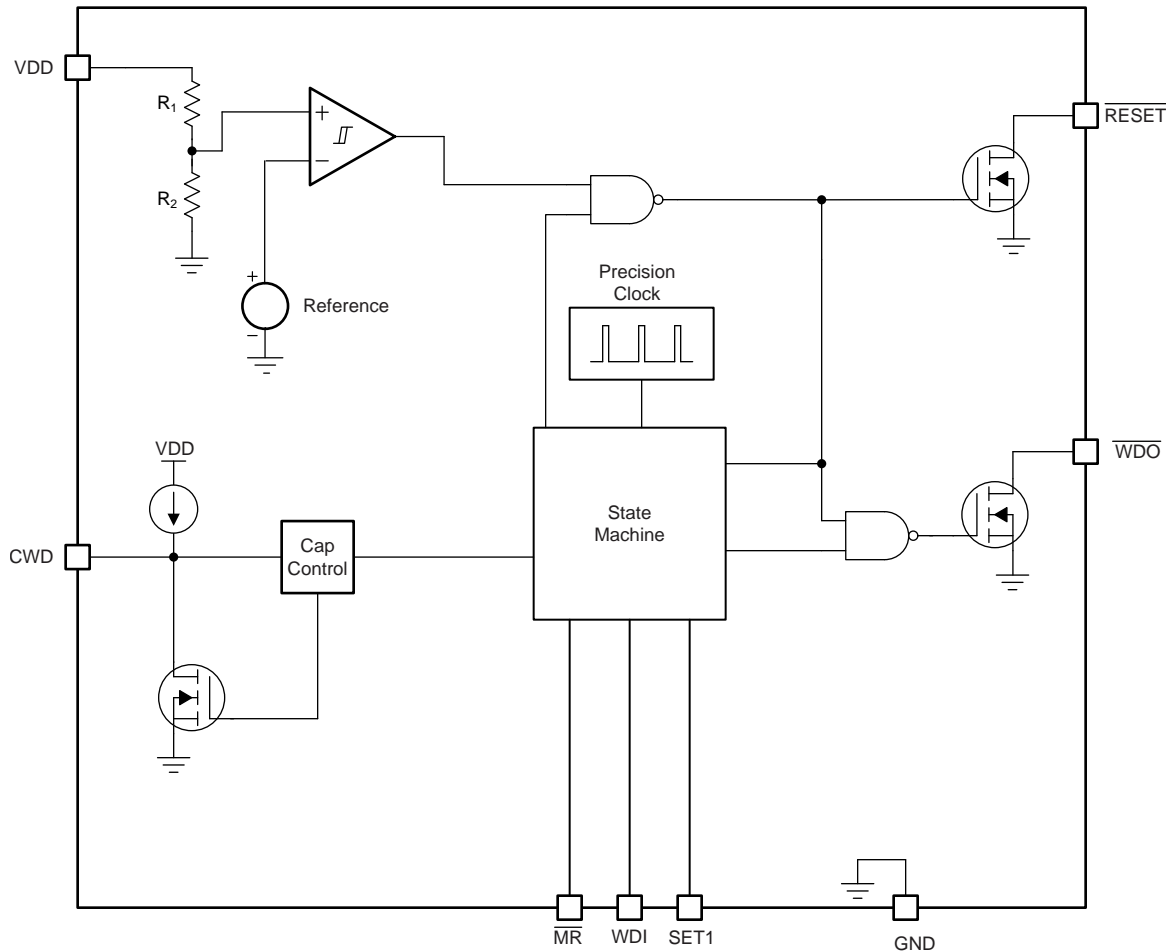 VDD
R1
R2
+
−
+
Reference
−
Precision
Clock
RESET
VDD
CWD
Cap
Control
State
Machine
WDO
MR
WDI
SET1
GND